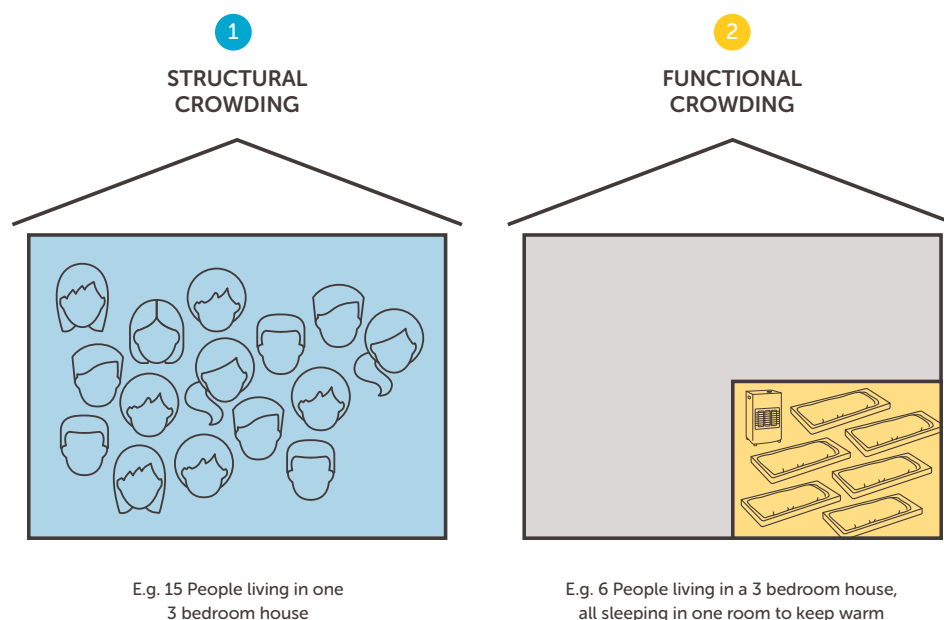 1
STRUCTURAL
CROWDING
E.g. 15 People living in one
3 bedroom house
2
FUNCTIONAL
CROWDING
E.g. 6 People living in a 3 bedroom house,
all sleeping in one room to keep warm